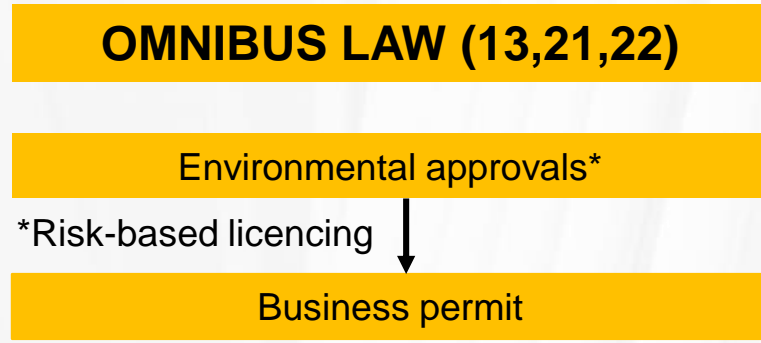 OMNIBUS LAW (13,21,22)
Environmental approvals*
*Risk-based licencing
Business permit